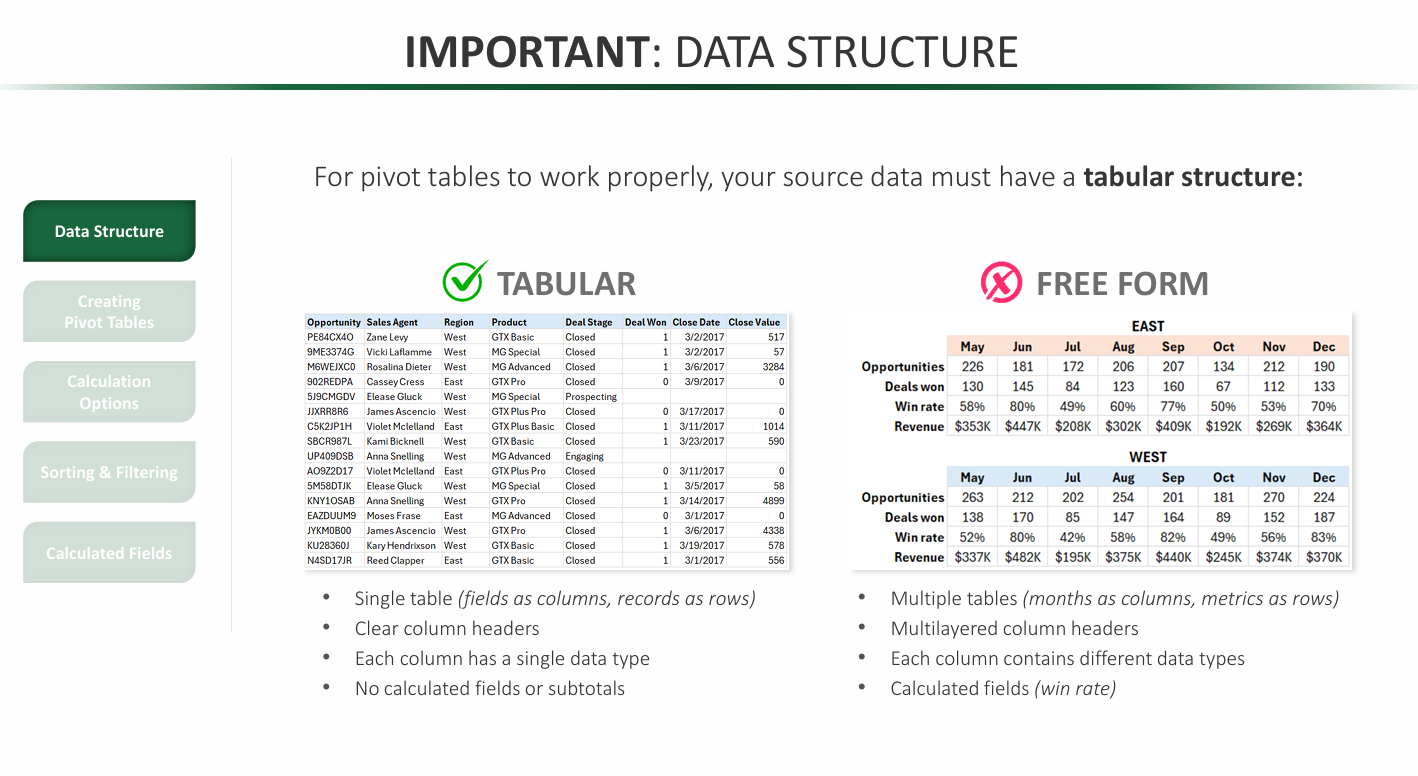 IMPORTANT: DATA STRUCTURE
Data Structure
Creating
Pivot Tables
Calculation
Options
Sorting & Filtering
Calculated Fields
For pivot tables to work properly, your source data must have a tabular structure:
TABULAR
Opportunity Sales Agent Region Product Deal Stage Deal Won Close Date Close Value
PE84CX4O Zane Levy West GTX Basic Closed 1 3/2/2017 517
9ME3374G Vicki Laflamme West MG Special Closed 1 3/2/2017 57
M6WEJXC0 Rosalina Dieter West MG Advanced Closed 1 3/6/2017 3284
902REDPA Cassey Cress East GTX Pro Closed 0 3/9/2017 0
5J9CMGDV Elease Gluck West MG Special Prospecting
JJXRR8R6 James Ascencio West GTX Plus Pro Closed 0 3/17/2017 0
C5K2JP1H Violet Mclelland East GTX Plus Basic Closed 1 3/11/2017 1014
SBCR987L Kami Bicknell West GTX Basic Closed 1 3/23/2017 590
UP409DSB Anna Snelling West MG Advanced Engaging
AO9Z2D17 Violet Mclelland East GTX Plus Pro Closed 0 3/11/2017 0
5M58DTJK Elease Gluck West MG Special Closed 1 3/5/2017 58
KNY1OSAB Anna Snelling West GTX Pro Closed 1 3/14/2017 4899
EAZDUUM9 Moses Frase East MG Advanced Closed 0 3/1/2017 0
JYKM0B00 James Ascencio West GTX Pro Closed 1 3/6/2017 4338
KU28360J Kary Hendrixson West GTX Basic Closed 1 3/19/2017 578
N4SD17JR Reed Clapper East GTX Basic Closed 1 3/1/2017 556
• Single table (fields as columns, records as rows)
• Clear column headers
• Each column has a single data type
• No calculated fields or subtotals
FREE FORM
EAST
May Jun Jul Aug Sep Oct Nov Dec
Opportunities 226 181 172 206 207 134 212 190
Deals won 130 145 84 123 160 67 112 133
Win rate 58% 80% 49% 60% 77% 50% 53% 70%
Revenue $353K $447K $208K $302K $409K $192K $269K $364K
WEST
May Jun Jul Aug Sep Oct Nov Dec
Opportunities 263 212 202 254 201 181 270 224
Deals won 138 170 85 147 164 89 152 187
Win rate 52% 80% 42% 58% 82% 49% 56% 83%
Revenue $337K $482K $195K $375K $440K $245K $374K $370K
• Multiple tables (months as columns, metrics as rows)
• Multilayered column headers
• Each column contains different data types
• Calculated fields (win rate)